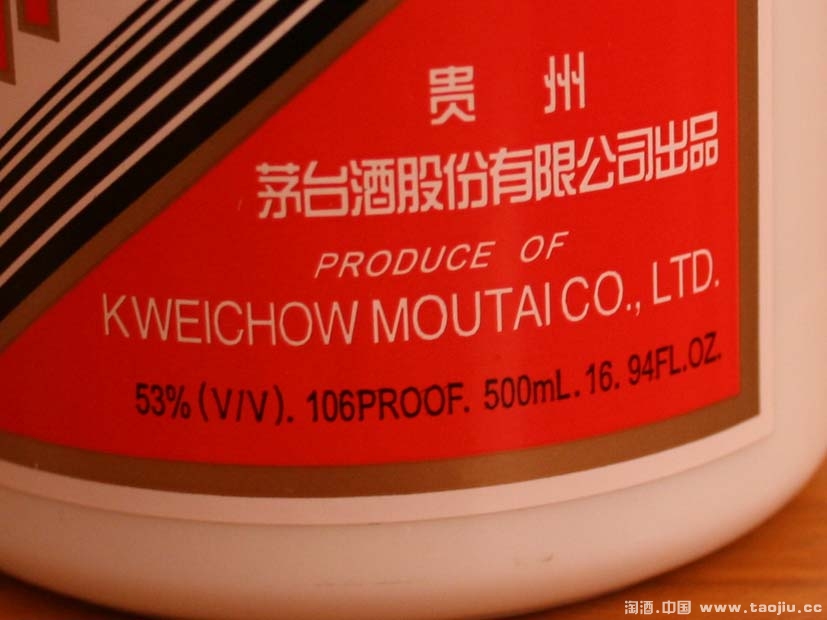 贵州
茅台酒股份有限公司出品
PRODUCE OF
KWEICHOW MOUTAI CO., LTD.
53% (V/V). 106PROOF. 500mL. 16. 94FL.OZ.
淘酒.中国 www.taojiu.cc